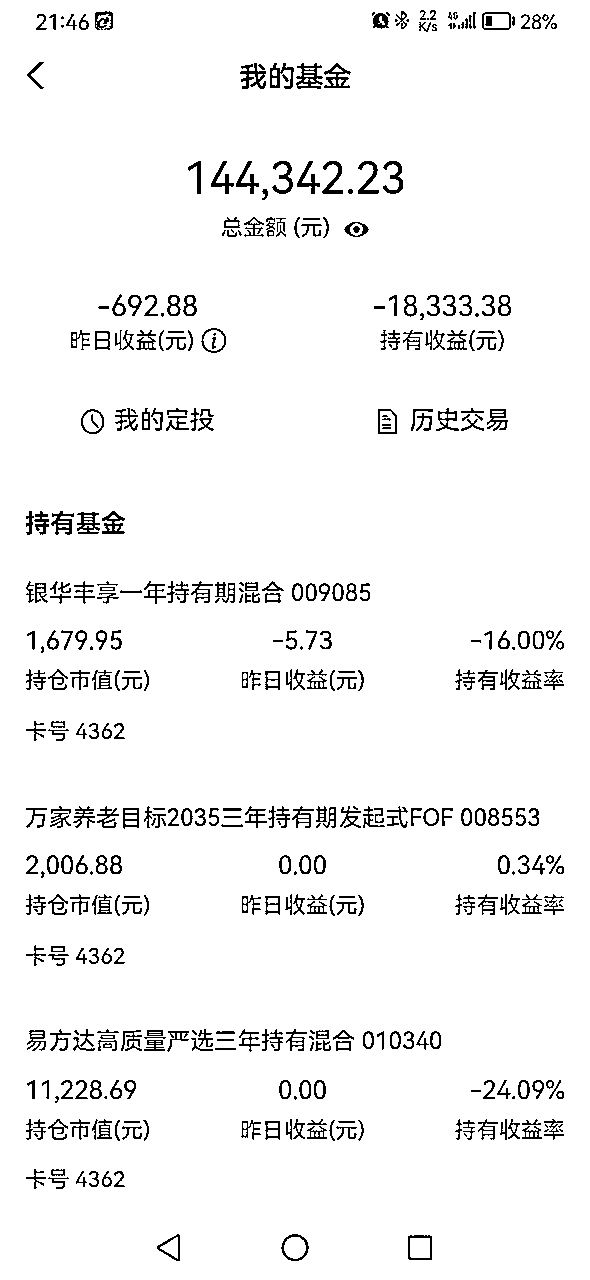 21:46 2.2 K/s 4G 28%
我的基金
144,342.23
总金额 (元)
-692.88 -18,333.38
昨日收益(元) 持有收益(元)
我的定投 历史交易
持有基金
银华丰享一年持有期混合 009085
1,679.95 -5.73 -16.00%
持仓市值(元) 昨日收益(元) 持有收益率
卡号 4362
万家养老目标2035三年持有期发起式FOF 008553
2,006.88 0.00 0.34%
持仓市值(元) 昨日收益(元) 持有收益率
卡号 4362
易方达高质量严选三年持有混合 010340
11,228.69 0.00 -24.09%
持仓市值(元) 昨日收益(元) 持有收益率
卡号 4362